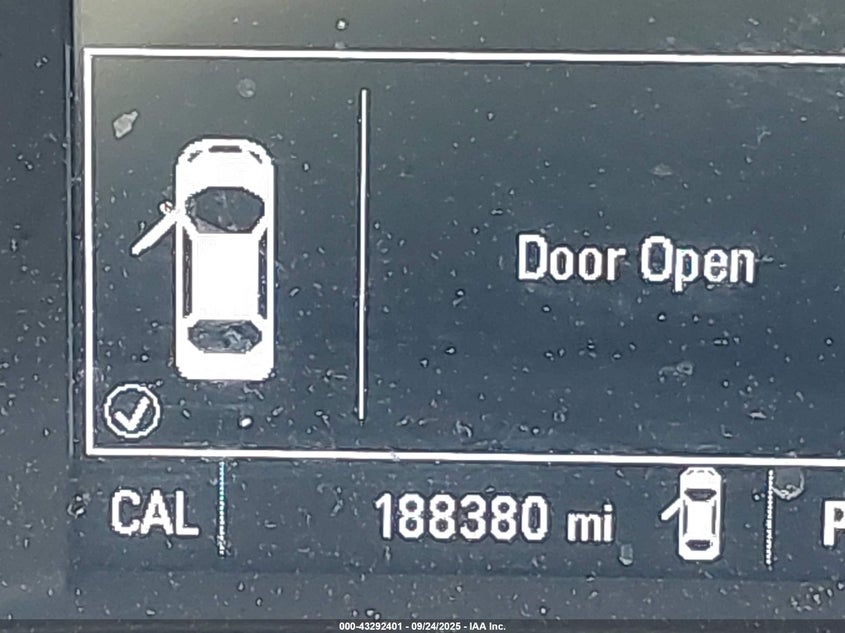 Door Open
CAL 188380 mi P
000-43292401 - 09/24/2025 - IAA Inc.